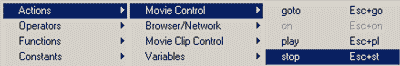 Actions
Operators
Functions
Constants
Movie Control
Browser/Network
Movie Clip Control
Variables
goto Esc+go
on Esc+on
play Esc+pl
stop Esc+st